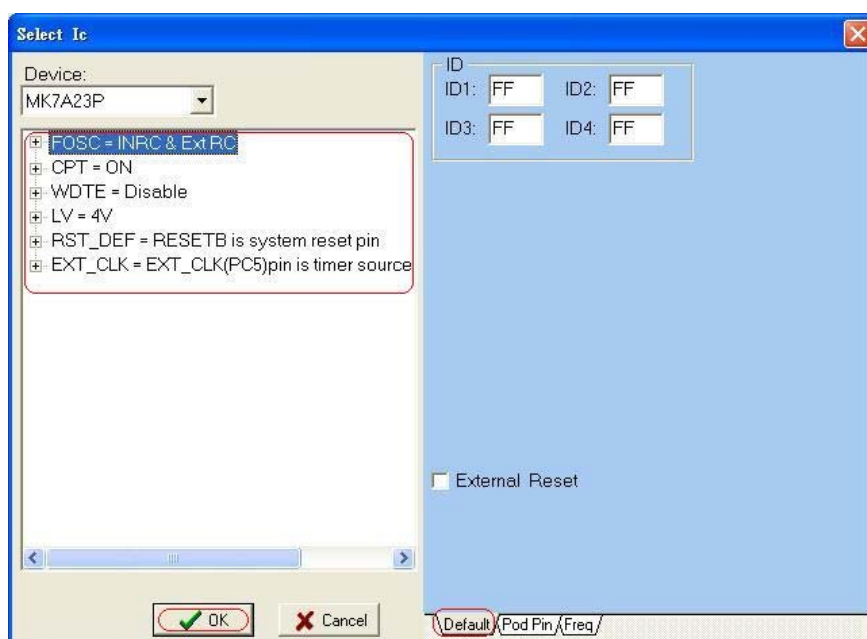 Select Ic
Device:
MK7A23P
FOSC = INRC & Ext RC
CPT = ON
WDTE = Disable
LV = 4V
RST_DEF = RESETB is system reset pin
EXT_CLK = EXT_CLK(PC5)pin is timer source
OK
Cancel
ID
ID1: FF ID2: FF
ID3: FF ID4: FF
External Reset
Default Pod Pin Freq